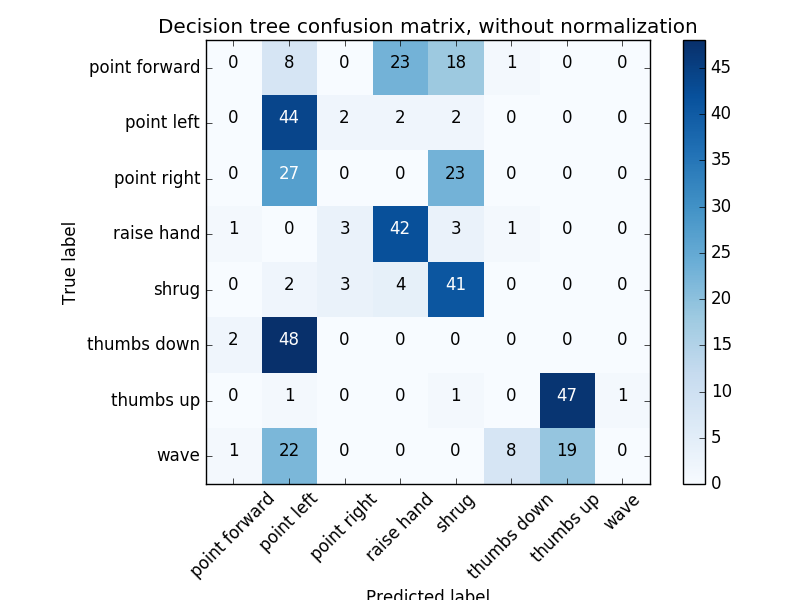 Decision tree confusion matrix, without normalization
point forward 0 8 0 23 18 1 0 0
point left 0 44 2 2 2 0 0 0
point right 0 27 0 0 23 0 0 0
raise hand 1 0 3 42 3 1 0 0
shrug 0 2 3 4 41 0 0 0
thumbs down 2 48 0 0 0 0 0 0
thumbs up 0 1 0 0 1 0 47 1
wave 1 22 0 0 0 8 19 0
True label
point forward point left point right raise hand shrug thumbs down thumbs up wave
Predicted label
45
40
35
30
25
20
15
10
5
0